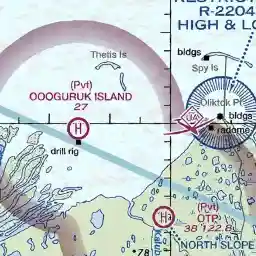 RESTRICT
R-2204
HIGH & LO
bldgs
Thetis Is
Spy Is
(Pvt)
OOOGURUK ISLAND
27
Oliktok Pt
bldgs
radome
H
drill rig
H
(Pvt)
OTP
38 122.8
NORTH SLOPE
78